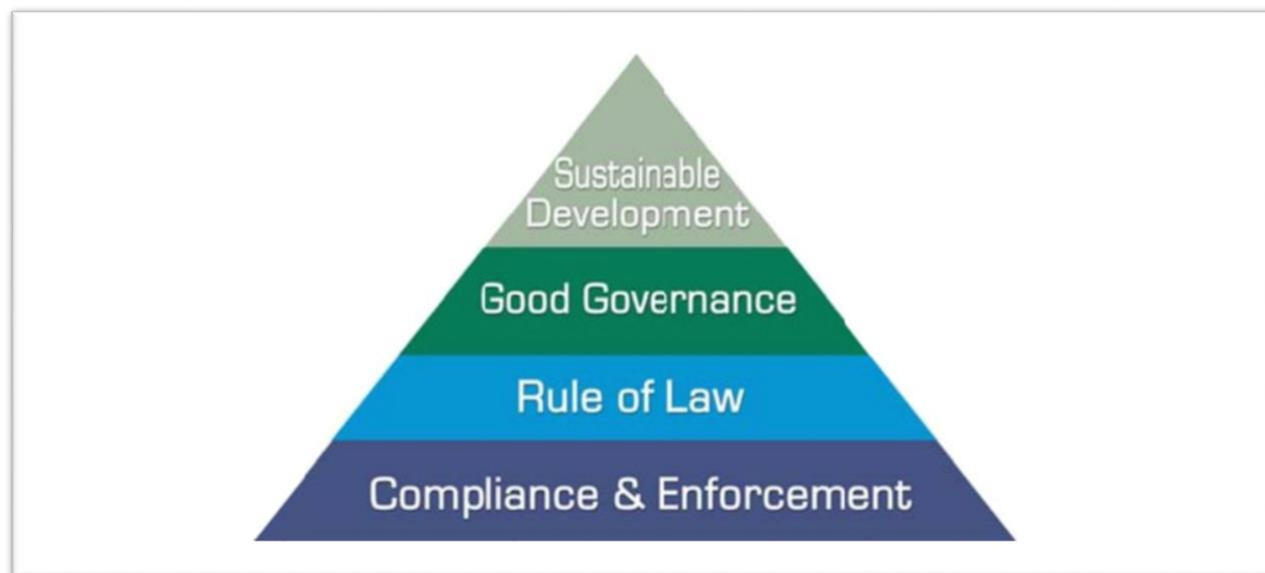 Sustainable
Development
Good Governance
Rule of Law
Compliance & Enforcement